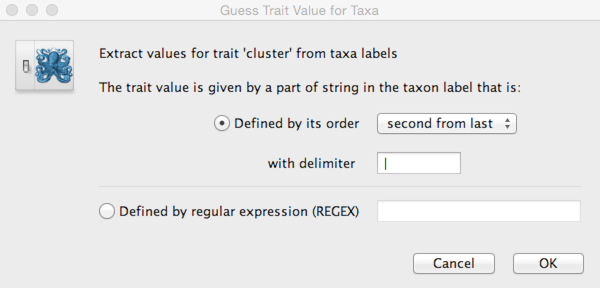 Guess Trait Value for Taxa
Extract values for trait 'cluster' from taxa labels
The trait value is given by a part of string in the taxon label that is:
Defined by its order second from last
with delimiter |
Defined by regular expression (REGEX)
Cancel OK